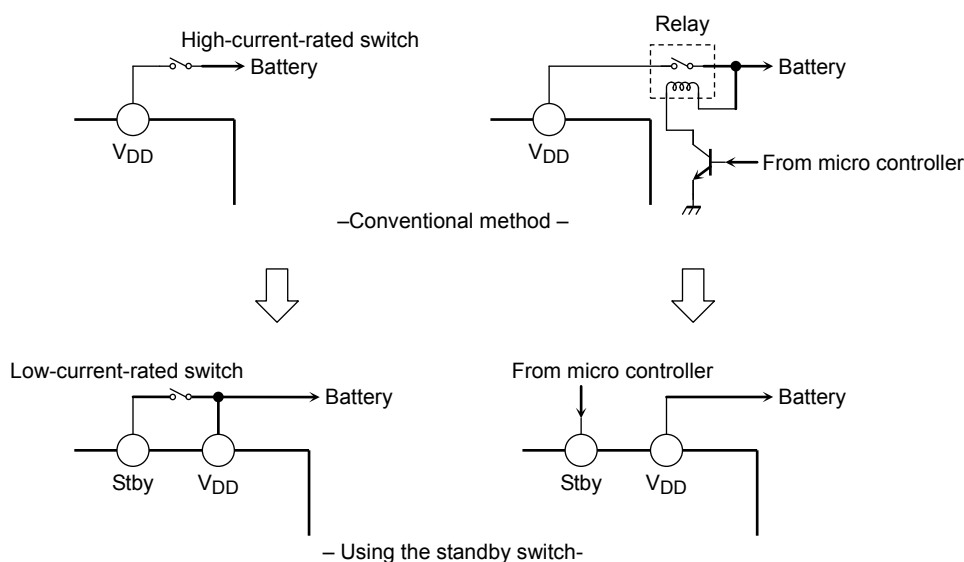 High-current-rated switch
Battery
VDD
Relay
Battery
VDD
From micro controller
–Conventional method –
Low-current-rated switch
Battery
Stby
VDD
From micro controller
Battery
Stby
VDD
– Using the standby switch-